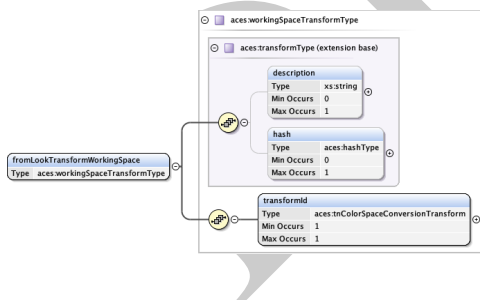 aces:workingSpaceTransformType
aces:transformType (extension base)
description
Type xs:string
Min Occurs 0
Max Occurs 1
hash
Type aces:hashType
Min Occurs 0
Max Occurs 1
fromLookTransformWorkingSpace
Type aces:workingSpaceTransformType
transformId
Type aces:tnColorSpaceConversionTransform
Min Occurs 1
Max Occurs 1